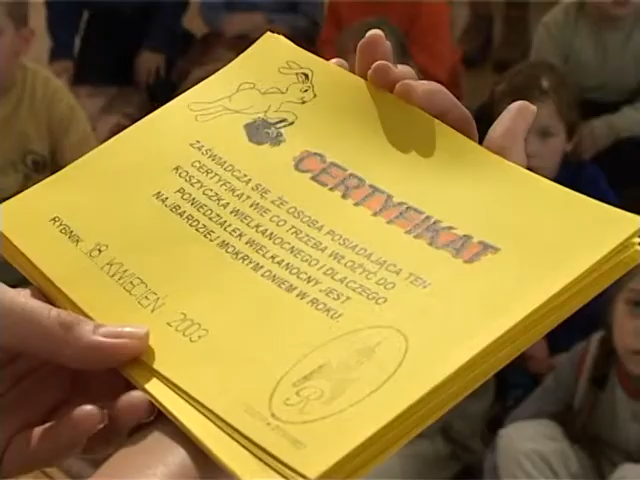 CERTYFIKAT
ZAŚWIADCZA SIĘ ŻE OSOBA POSIADAJĄCA TEN
CERTYFIKAT WIE CO TRZEBA WŁOŻYĆ DO
KOSZYCZKA WIELKANOCNEGO I DLACZEGO
PONIEDZIAŁEK WIELKANOCNY JEST
NAJBARDZIEJ MOKRYM DNIEM W ROKU.
RYBNIK 18 KWIECIEŃ 2003
R